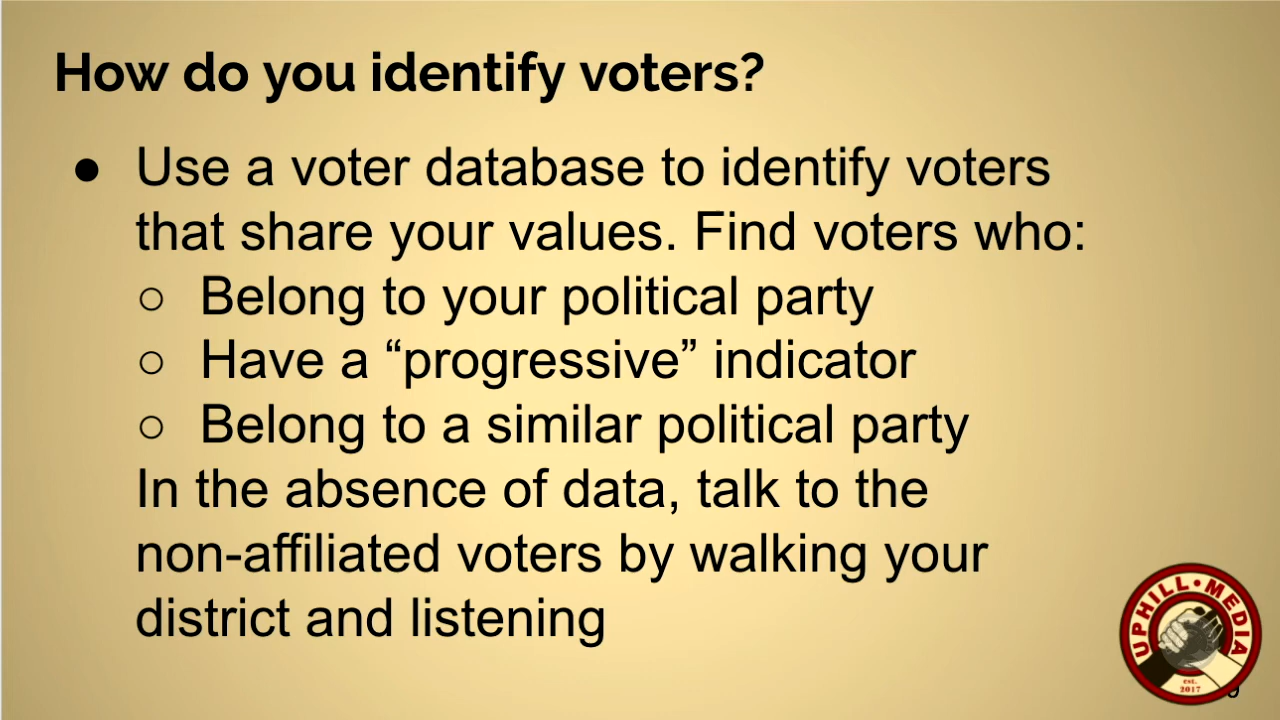 How do you identify voters?
● Use a voter database to identify voters
that share your values. Find voters who:
○ Belong to your political party
○ Have a “progressive” indicator
○ Belong to a similar political party
In the absence of data, talk to the
non-affiliated voters by walking your
district and listening
UPHILL • MEDIA
est.
2017